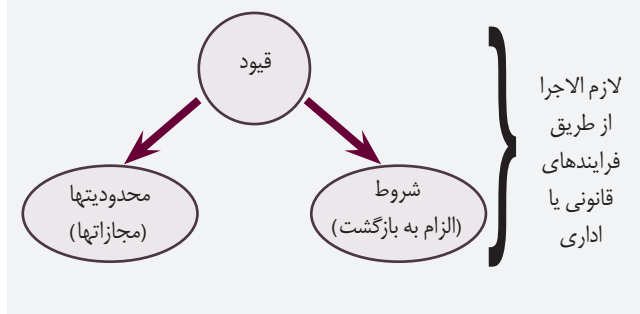 قیود
شروط
(الزام به بازگشت)
محدودیتها
(مجازاتها)
لازم الاجرا
از طریق
فرایندهای
قانونی یا
اداری